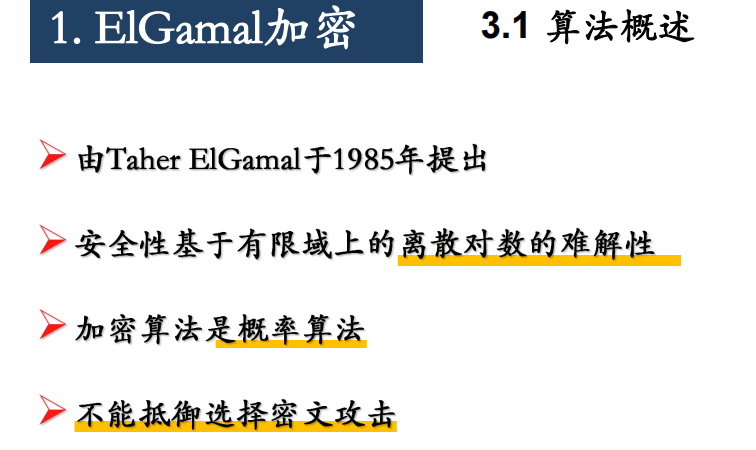 1. ElGamal加密
3.1 算法概述
由Taher ElGamal于1985年提出
安全性基于有限域上的离散对数的难解性
加密算法是概率算法
不能抵御选择密文攻击